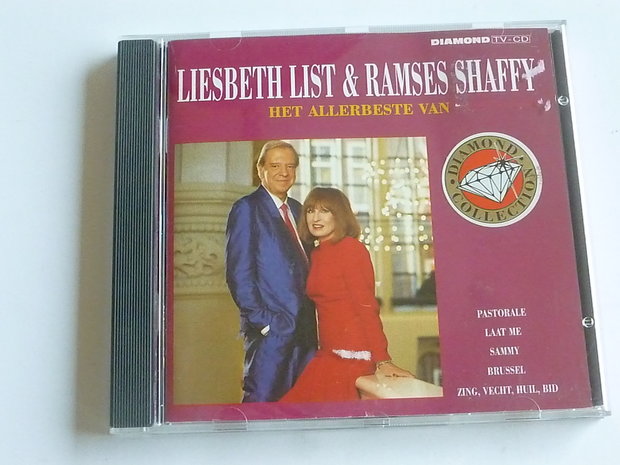 DIAMOND TV-CD
LIESBETH LIST & RAMSES SHAFFY
HET ALLERBESTE VAN
DIAMOND
COLLECTION
PASTORALE
LAAT ME
SAMMY
BRUSSEL
ZING, VECHT, HUIL, BID